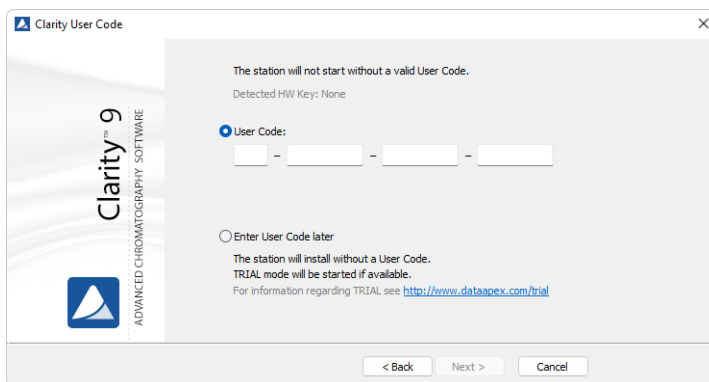 Clarity User Code
The station will not start without a valid User Code.
Detected HW Key: None
User Code:
– – –
Enter User Code later
The station will install without a User Code.
TRIAL mode will be started if available.
For information regarding TRIAL see http://www.dataapex.com/trial
Clarity™ 9
ADVANCED CHROMATOGRAPHY SOFTWARE
< Back Next > Cancel